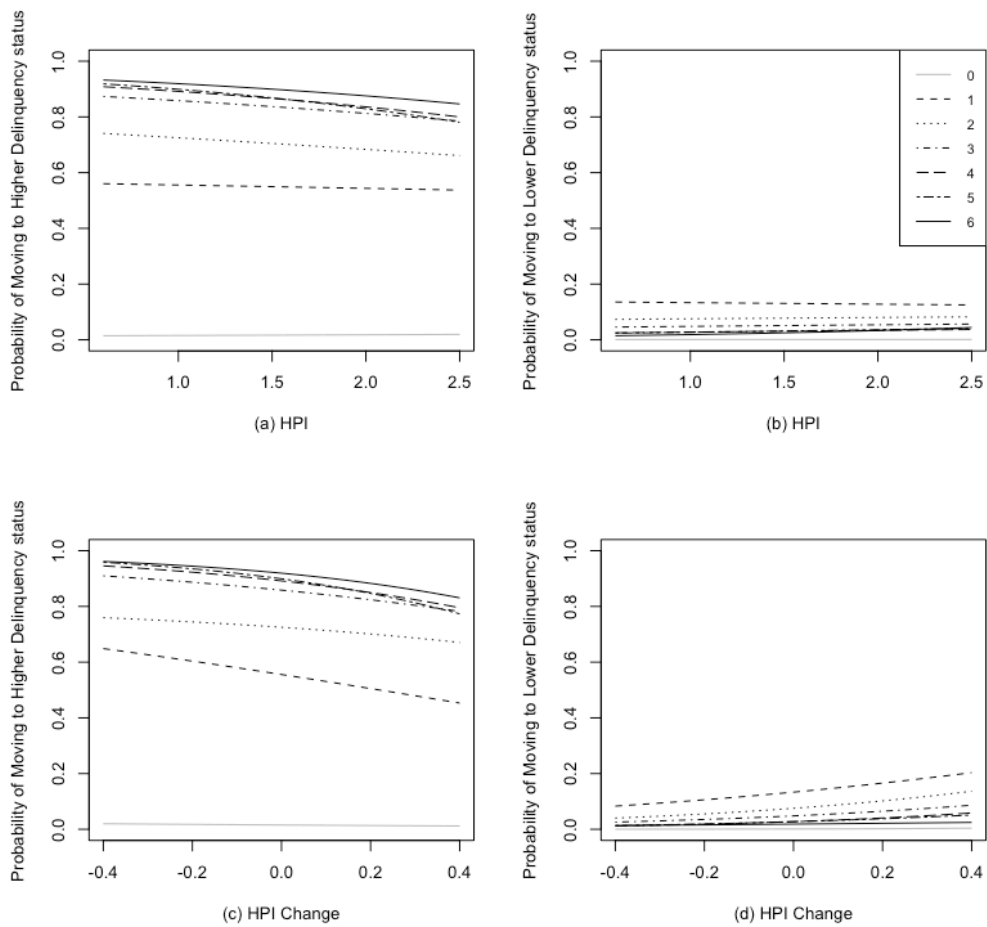 Probability of Moving to Higher Delinquency status
1.0
0.8
0.6
0.4
0.2
0.0
1.0 1.5 2.0 2.5
(a) HPI
Probability of Moving to Lower Delinquency status
1.0
0.8
0.6
0.4
0.2
0.0
1.0 1.5 2.0 2.5
(b) HPI
0
1
2
3
4
5
6
Probability of Moving to Higher Delinquency status
1.0
0.8
0.6
0.4
0.2
0.0
-0.4 -0.2 0.0 0.2 0.4
(c) HPI Change
Probability of Moving to Lower Delinquency status
1.0
0.8
0.6
0.4
0.2
0.0
-0.4 -0.2 0.0 0.2 0.4
(d) HPI Change